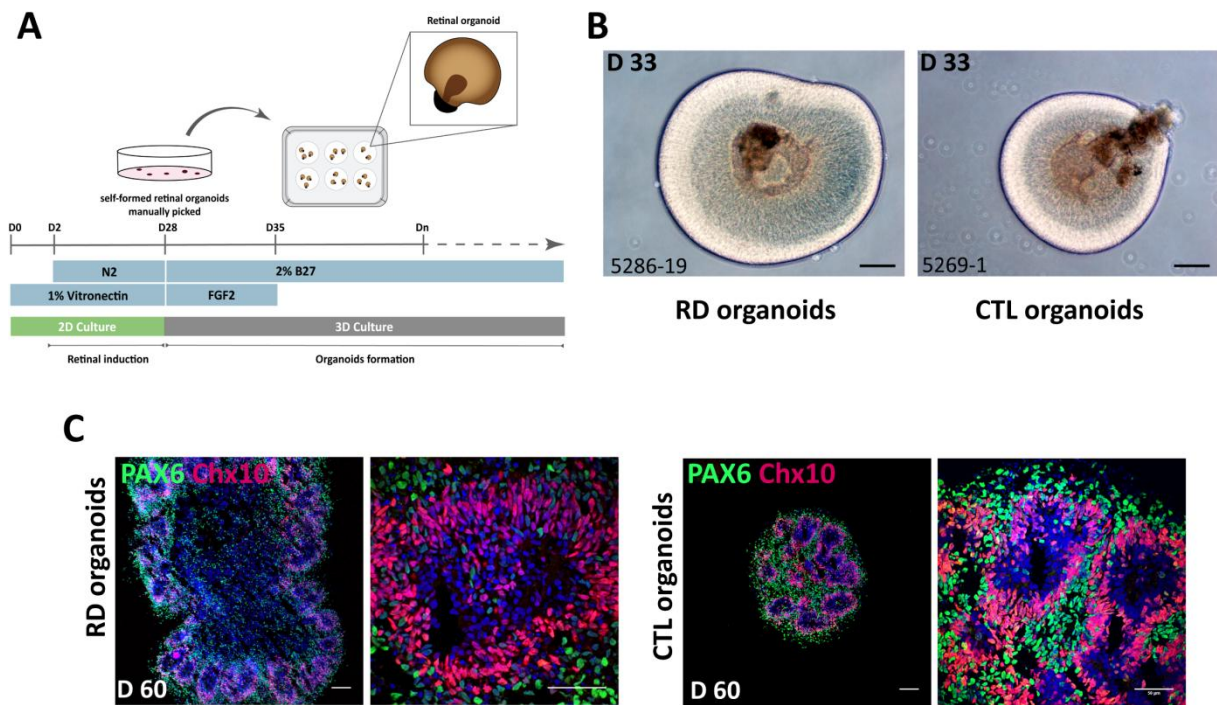 A
Retinal organoid
self-formed retinal organoids
manually picked
D0 D2 D28 D35 Dn
N2 2% B27
1% Vitronectin FGF2
2D Culture 3D Culture
Retinal induction Organoids formation
B
D 33
5286-19
RD organoids
D 33
5269-1
CTL organoids
C
RD organoids
PAX6 Chx10
D 60
CTL organoids
PAX6 Chx10
D 60
50 µm